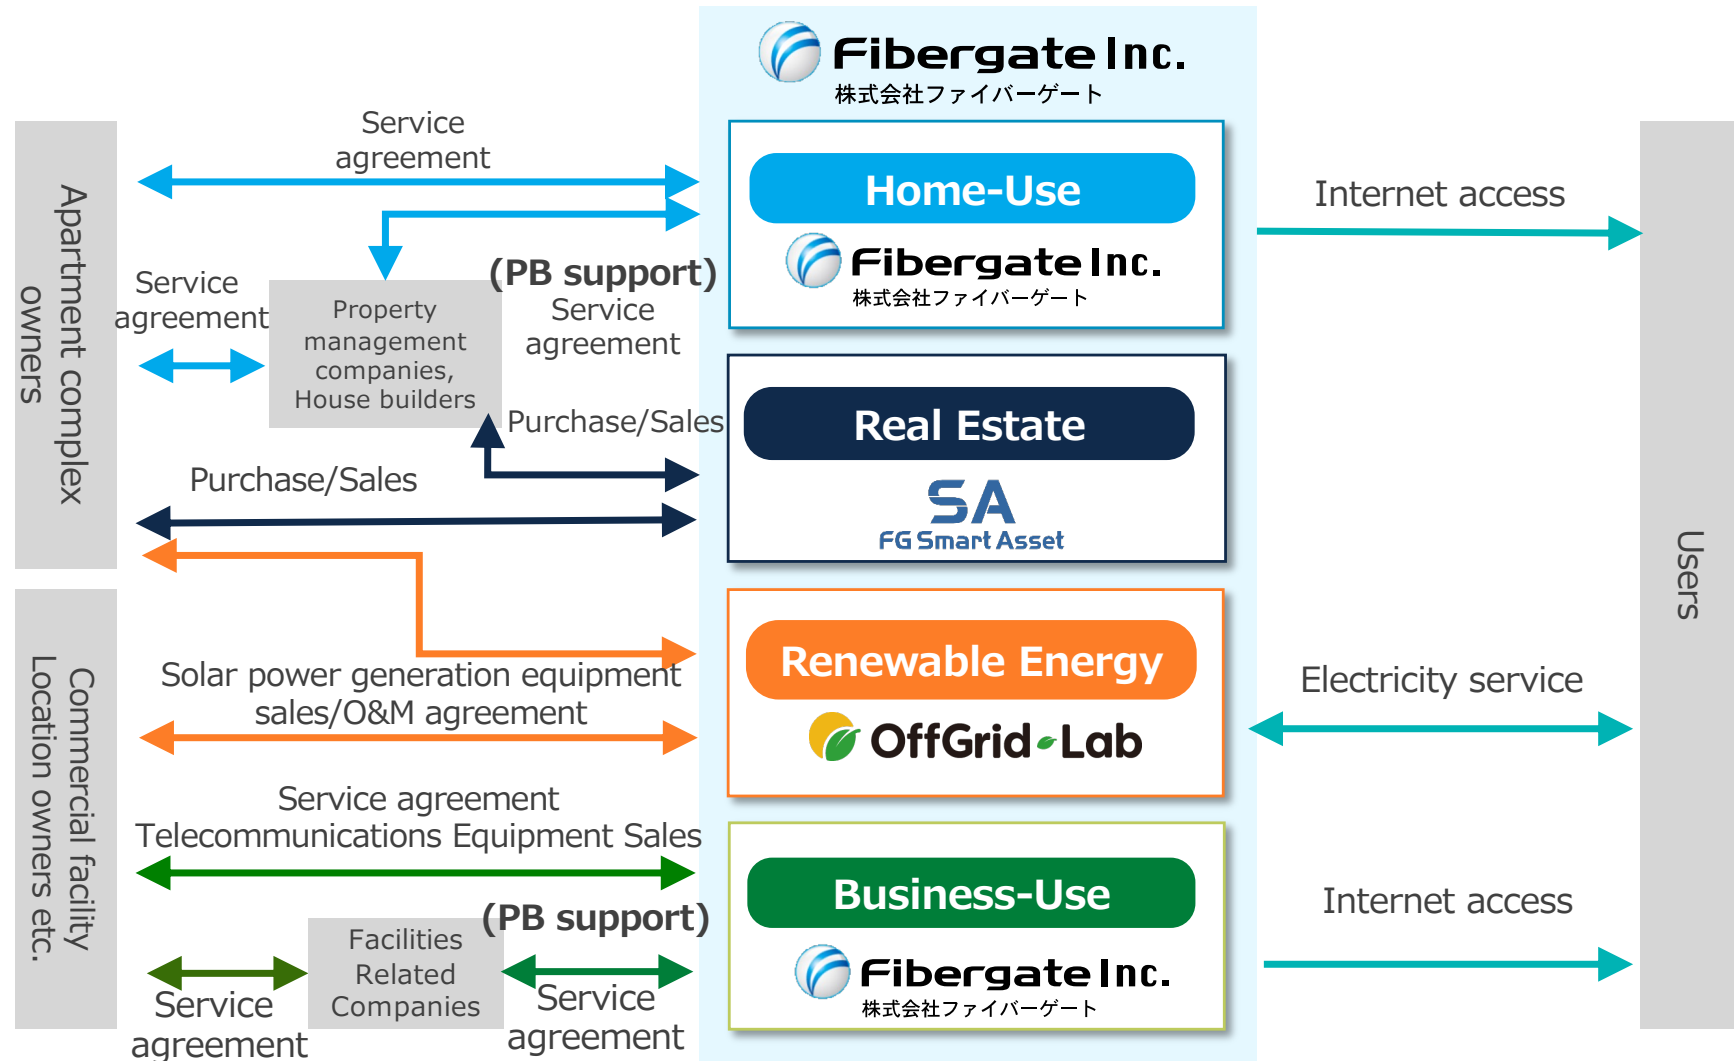 Fibergate Inc.
株式会社ファイバーゲート
Apartment complex
owners
Service
agreement
Service
agreement
Property
management
companies,
House builders
(PB support)
Service
agreement
Home-Use
Fibergate Inc.
株式会社ファイバーゲート
Internet access
Purchase/Sales
Purchase/Sales
Real Estate
SA
FG Smart Asset
Users
Commercial facility
Location owners etc.
Solar power generation equipment
sales/O&M agreement
Renewable Energy
OffGrid Lab
Electricity service
Service agreement
Telecommunications Equipment Sales
(PB support)
Facilities
Related
Companies
Service
agreement
Service
agreement
Business-Use
Fibergate Inc.
株式会社ファイバーゲート
Internet access